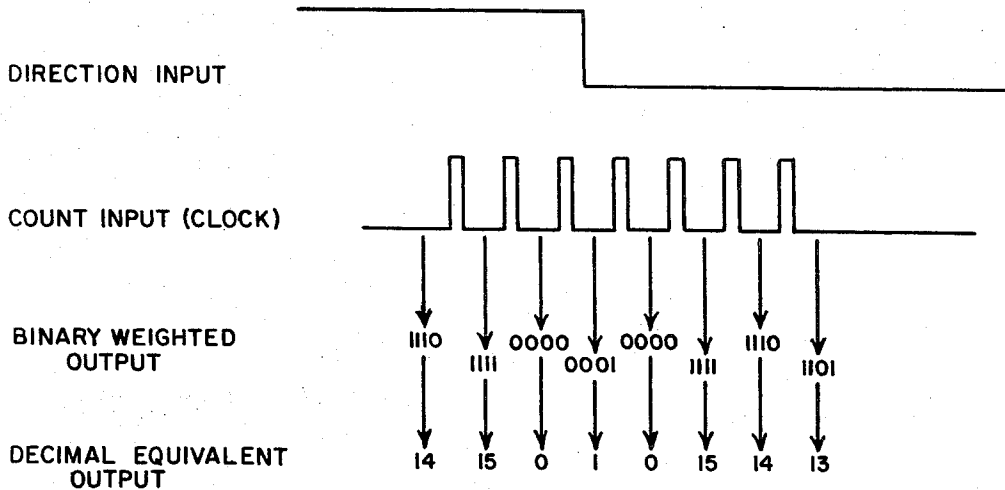 DIRECTION INPUT
COUNT INPUT (CLOCK)
BINARY WEIGHTED
OUTPUT
1110 1111 0000 0001 0000 1111 1110 1101
DECIMAL EQUIVALENT
OUTPUT
14 15 0 1 0 15 14 13